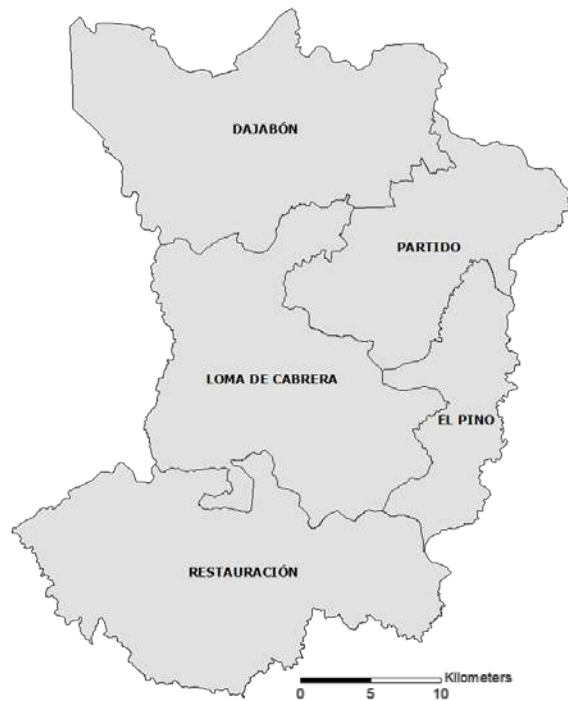 DAJABÓN
PARTIDO
LOMA DE CABRERA
EL PINO
RESTAURACIÓN
Kilometers
0 5 10